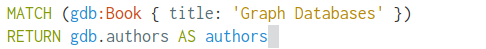 MATCH (gdb:Book { title: 'Graph Databases' })
RETURN gdb.authors AS authors